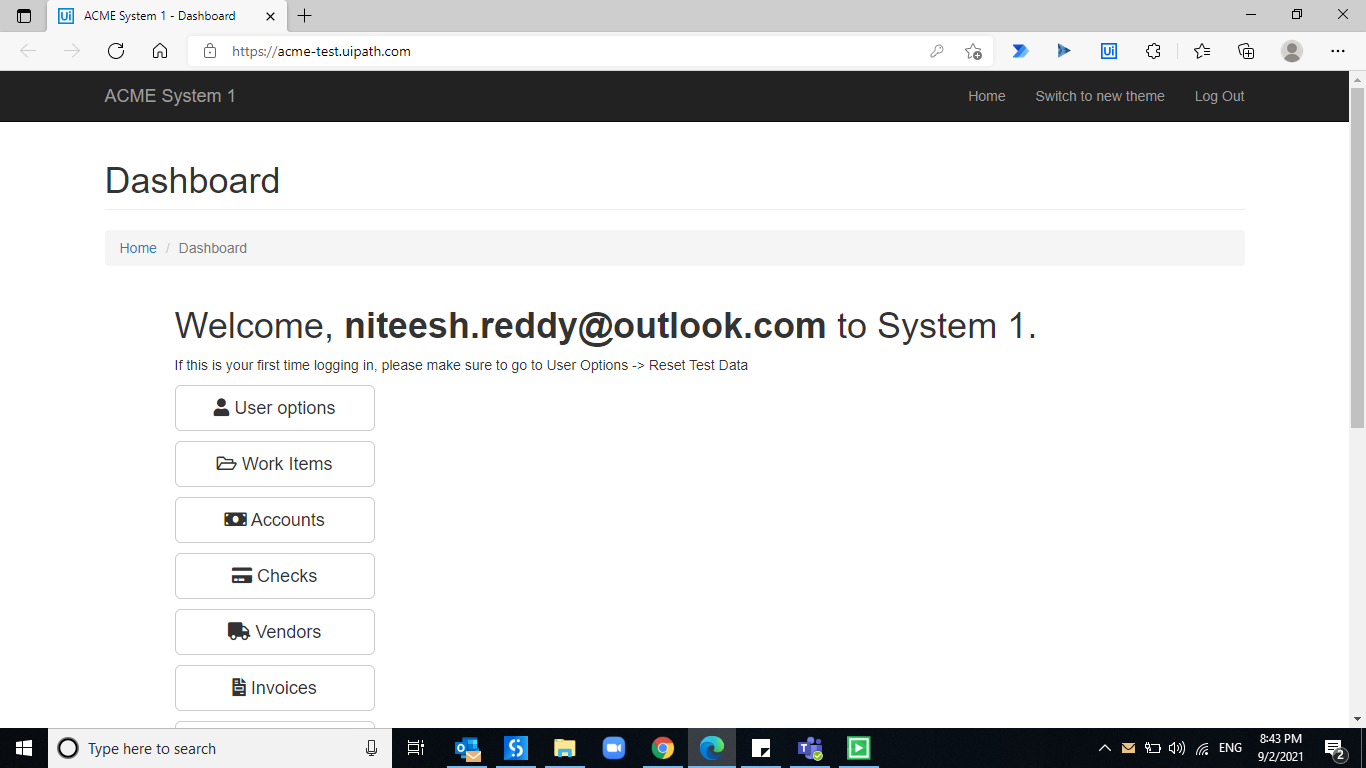 Ui ACME System 1 - Dashboard
https://acme-test.uipath.com
Ui
ACME System 1 Home Switch to new theme Log Out
Dashboard
Home / Dashboard
Welcome, niteesh.reddy@outlook.com to System 1.
If this is your first time logging in, please make sure to go to User Options -> Reset Test Data
User options
Work Items
Accounts
Checks
Vendors
Invoices
Type here to search
ENG
8:43 PM
9/2/2021
2